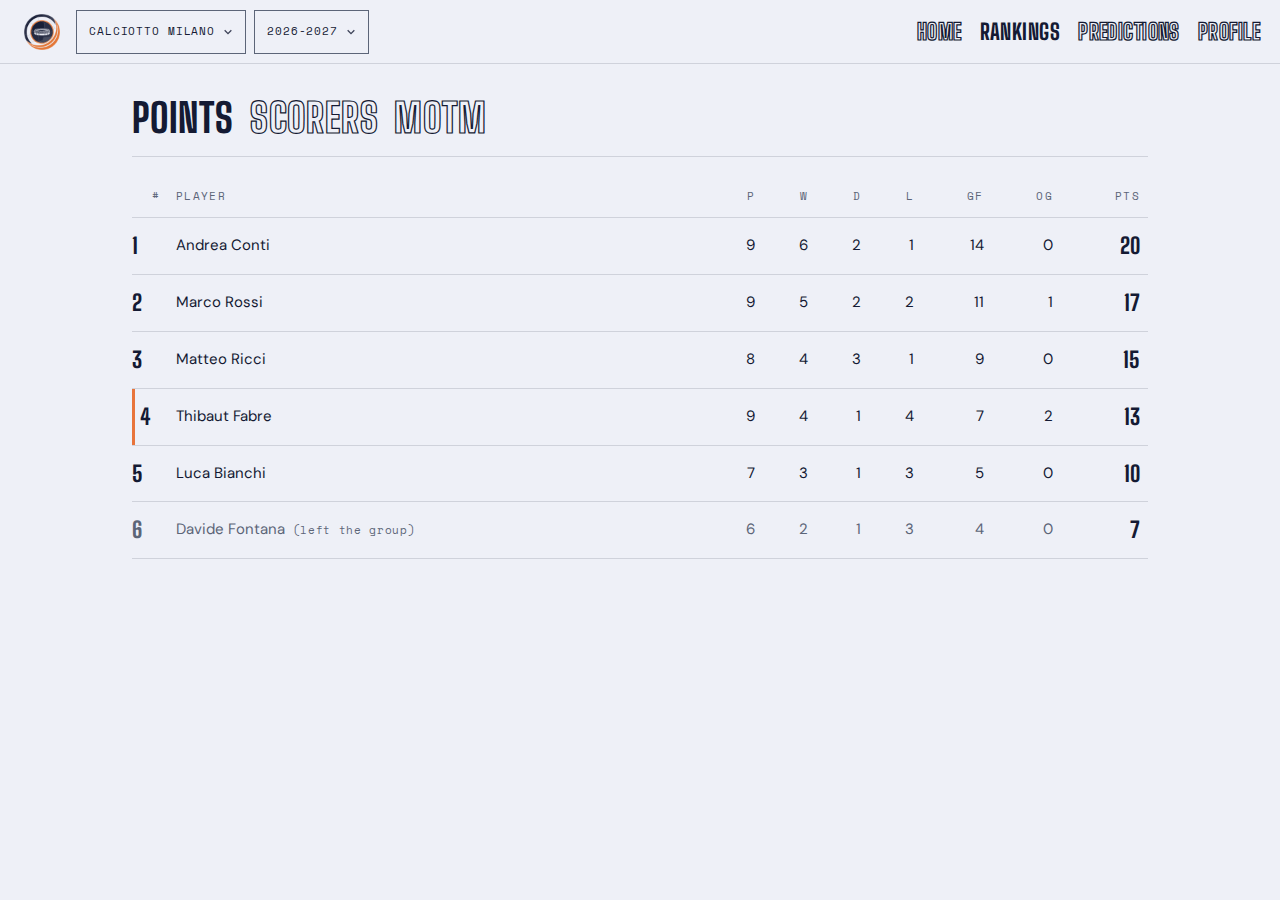 CALCIOTTO MILANO 2026-2027 HOME RANKINGS PREDICTIONS PROFILE
POINTS SCORERS MOTM
# PLAYER P W D L GF OG PTS
1 Andrea Conti 9 6 2 1 14 0 20
2 Marco Rossi 9 5 2 2 11 1 17
3 Matteo Ricci 8 4 3 1 9 0 15
4 Thibaut Fabre 9 4 1 4 7 2 13
5 Luca Bianchi 7 3 1 3 5 0 10
6 Davide Fontana (left the group) 6 2 1 3 4 0 7